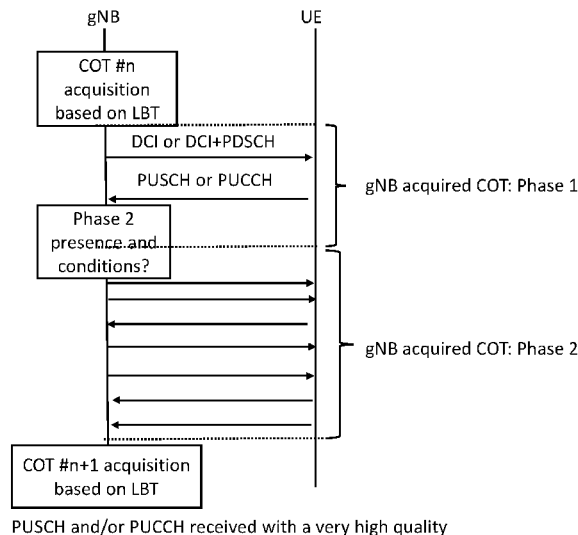 gNB
UE
COT #n
acquisition
based on LBT
DCI or DCI+PDSCH
PUSCH or PUCCH
gNB acquired COT: Phase 1
Phase 2
presence and
conditions?
gNB acquired COT: Phase 2
COT #n+1 acquisition
based on LBT
PUSCH and/or PUCCH received with a very high quality